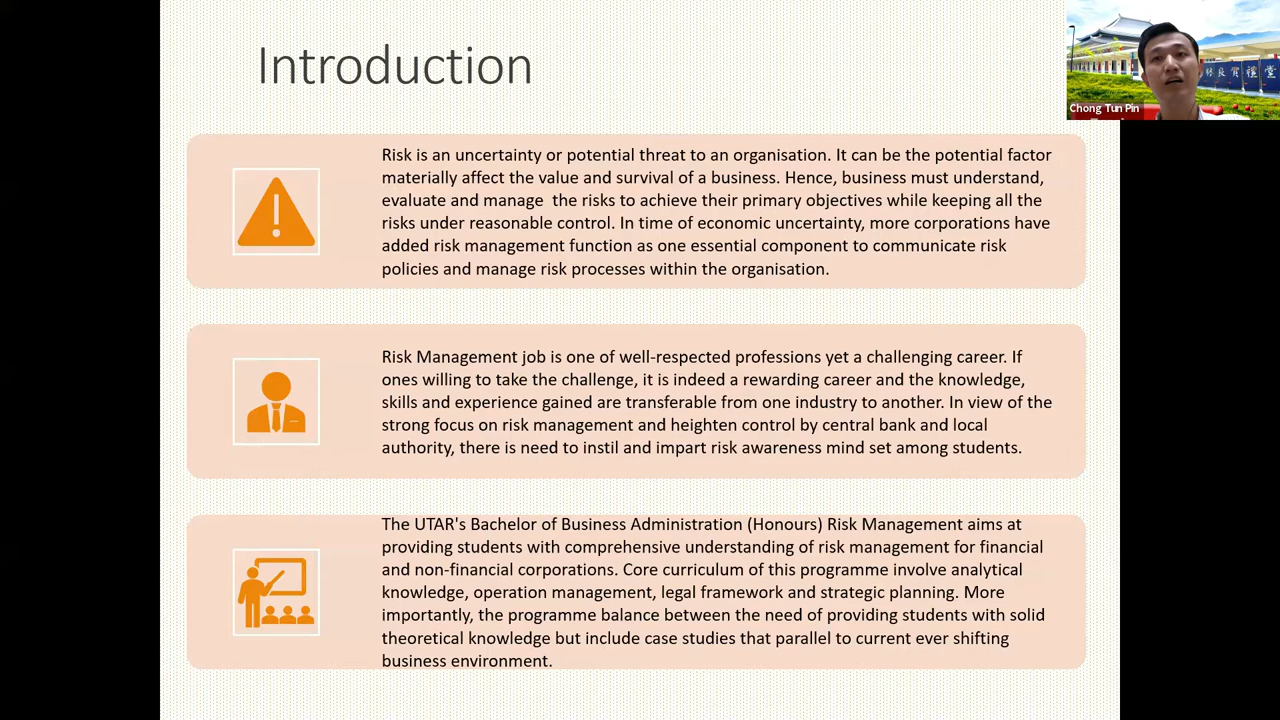 Introduction
Chong Tun Pin
Risk is an uncertainty or potential threat to an organisation. It can be the potential factor
materially affect the value and survival of a business. Hence, business must understand,
evaluate and manage  the risks to achieve their primary objectives while keeping all the
risks under reasonable control. In time of economic uncertainty, more corporations have
added risk management function as one essential component to communicate risk
policies and manage risk processes within the organisation.
Risk Management job is one of well-respected professions yet a challenging career. If
ones willing to take the challenge, it is indeed a rewarding career and the knowledge,
skills and experience gained are transferable from one industry to another. In view of the
strong focus on risk management and heighten control by central bank and local
authority, there is need to instil and impart risk awareness mind set among students.
The UTAR's Bachelor of Business Administration (Honours) Risk Management aims at
providing students with comprehensive understanding of risk management for financial
and non-financial corporations. Core curriculum of this programme involve analytical
knowledge, operation management, legal framework and strategic planning. More
importantly, the programme balance between the need of providing students with solid
theoretical knowledge but include case studies that parallel to current ever shifting
business environment.